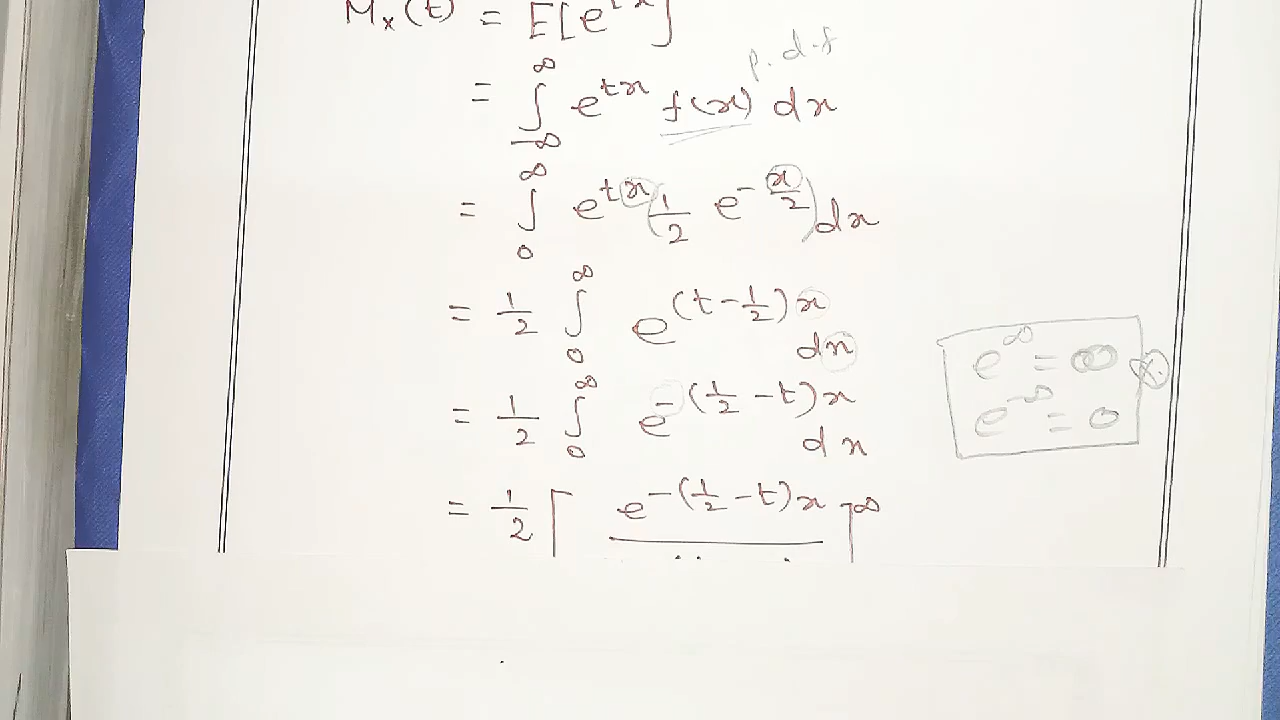 Mx(t) = E[e^tx]
p.d.f
= ∫_-∞^∞ e^tx f(x) dx
= ∫_0^∞ e^tx (1/2 e^-x/2) dx
= 1/2 ∫_0^∞ e^(t-1/2)x dx
e^∞ = ∞
= 1/2 ∫_0^∞ e^-(1/2-t)x dx
e^-∞ = 0
= 1/2 [ e^-(1/2-t)x ]^∞